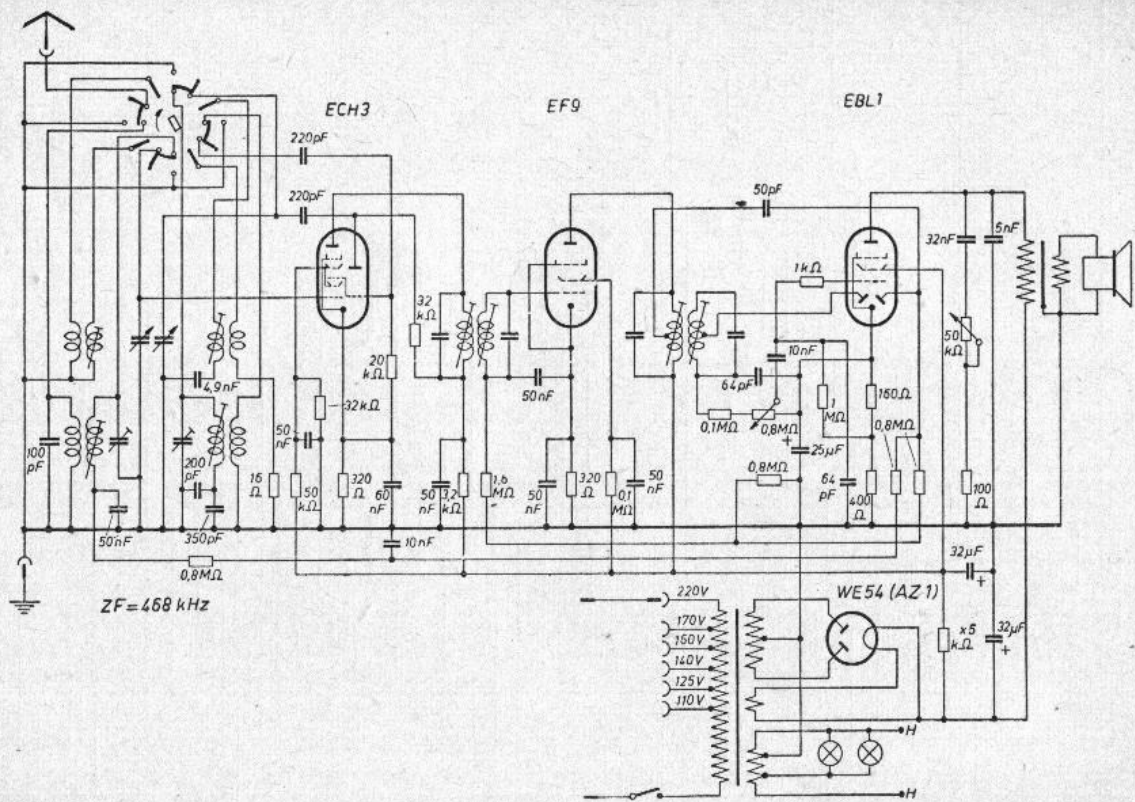 ECH3
EF9
EBL1
220pF
220pF
50pF
32nF
5nF
1kΩ
32
kΩ
20
kΩ
50nF
10nF
64pF
50
kΩ
4,9nF
32kΩ
0,1MΩ
0,8MΩ
1
MΩ
160Ω
0,8MΩ
25µF
100
pF
200
pF
16
Ω
50
nF
50
kΩ
320
Ω
60
nF
50
nF
3,2
kΩ
1,6
MΩ
50
nF
320
Ω
0,1
MΩ
50
nF
0,8MΩ
64
pF
400
Ω
100
Ω
50nF
350pF
10nF
0,8MΩ
32µF
+
ZF=468 kHz
WE54 (AZ1)
220V
170V
150V
140V
125V
110V
x5
kΩ
32µF
+
H
H